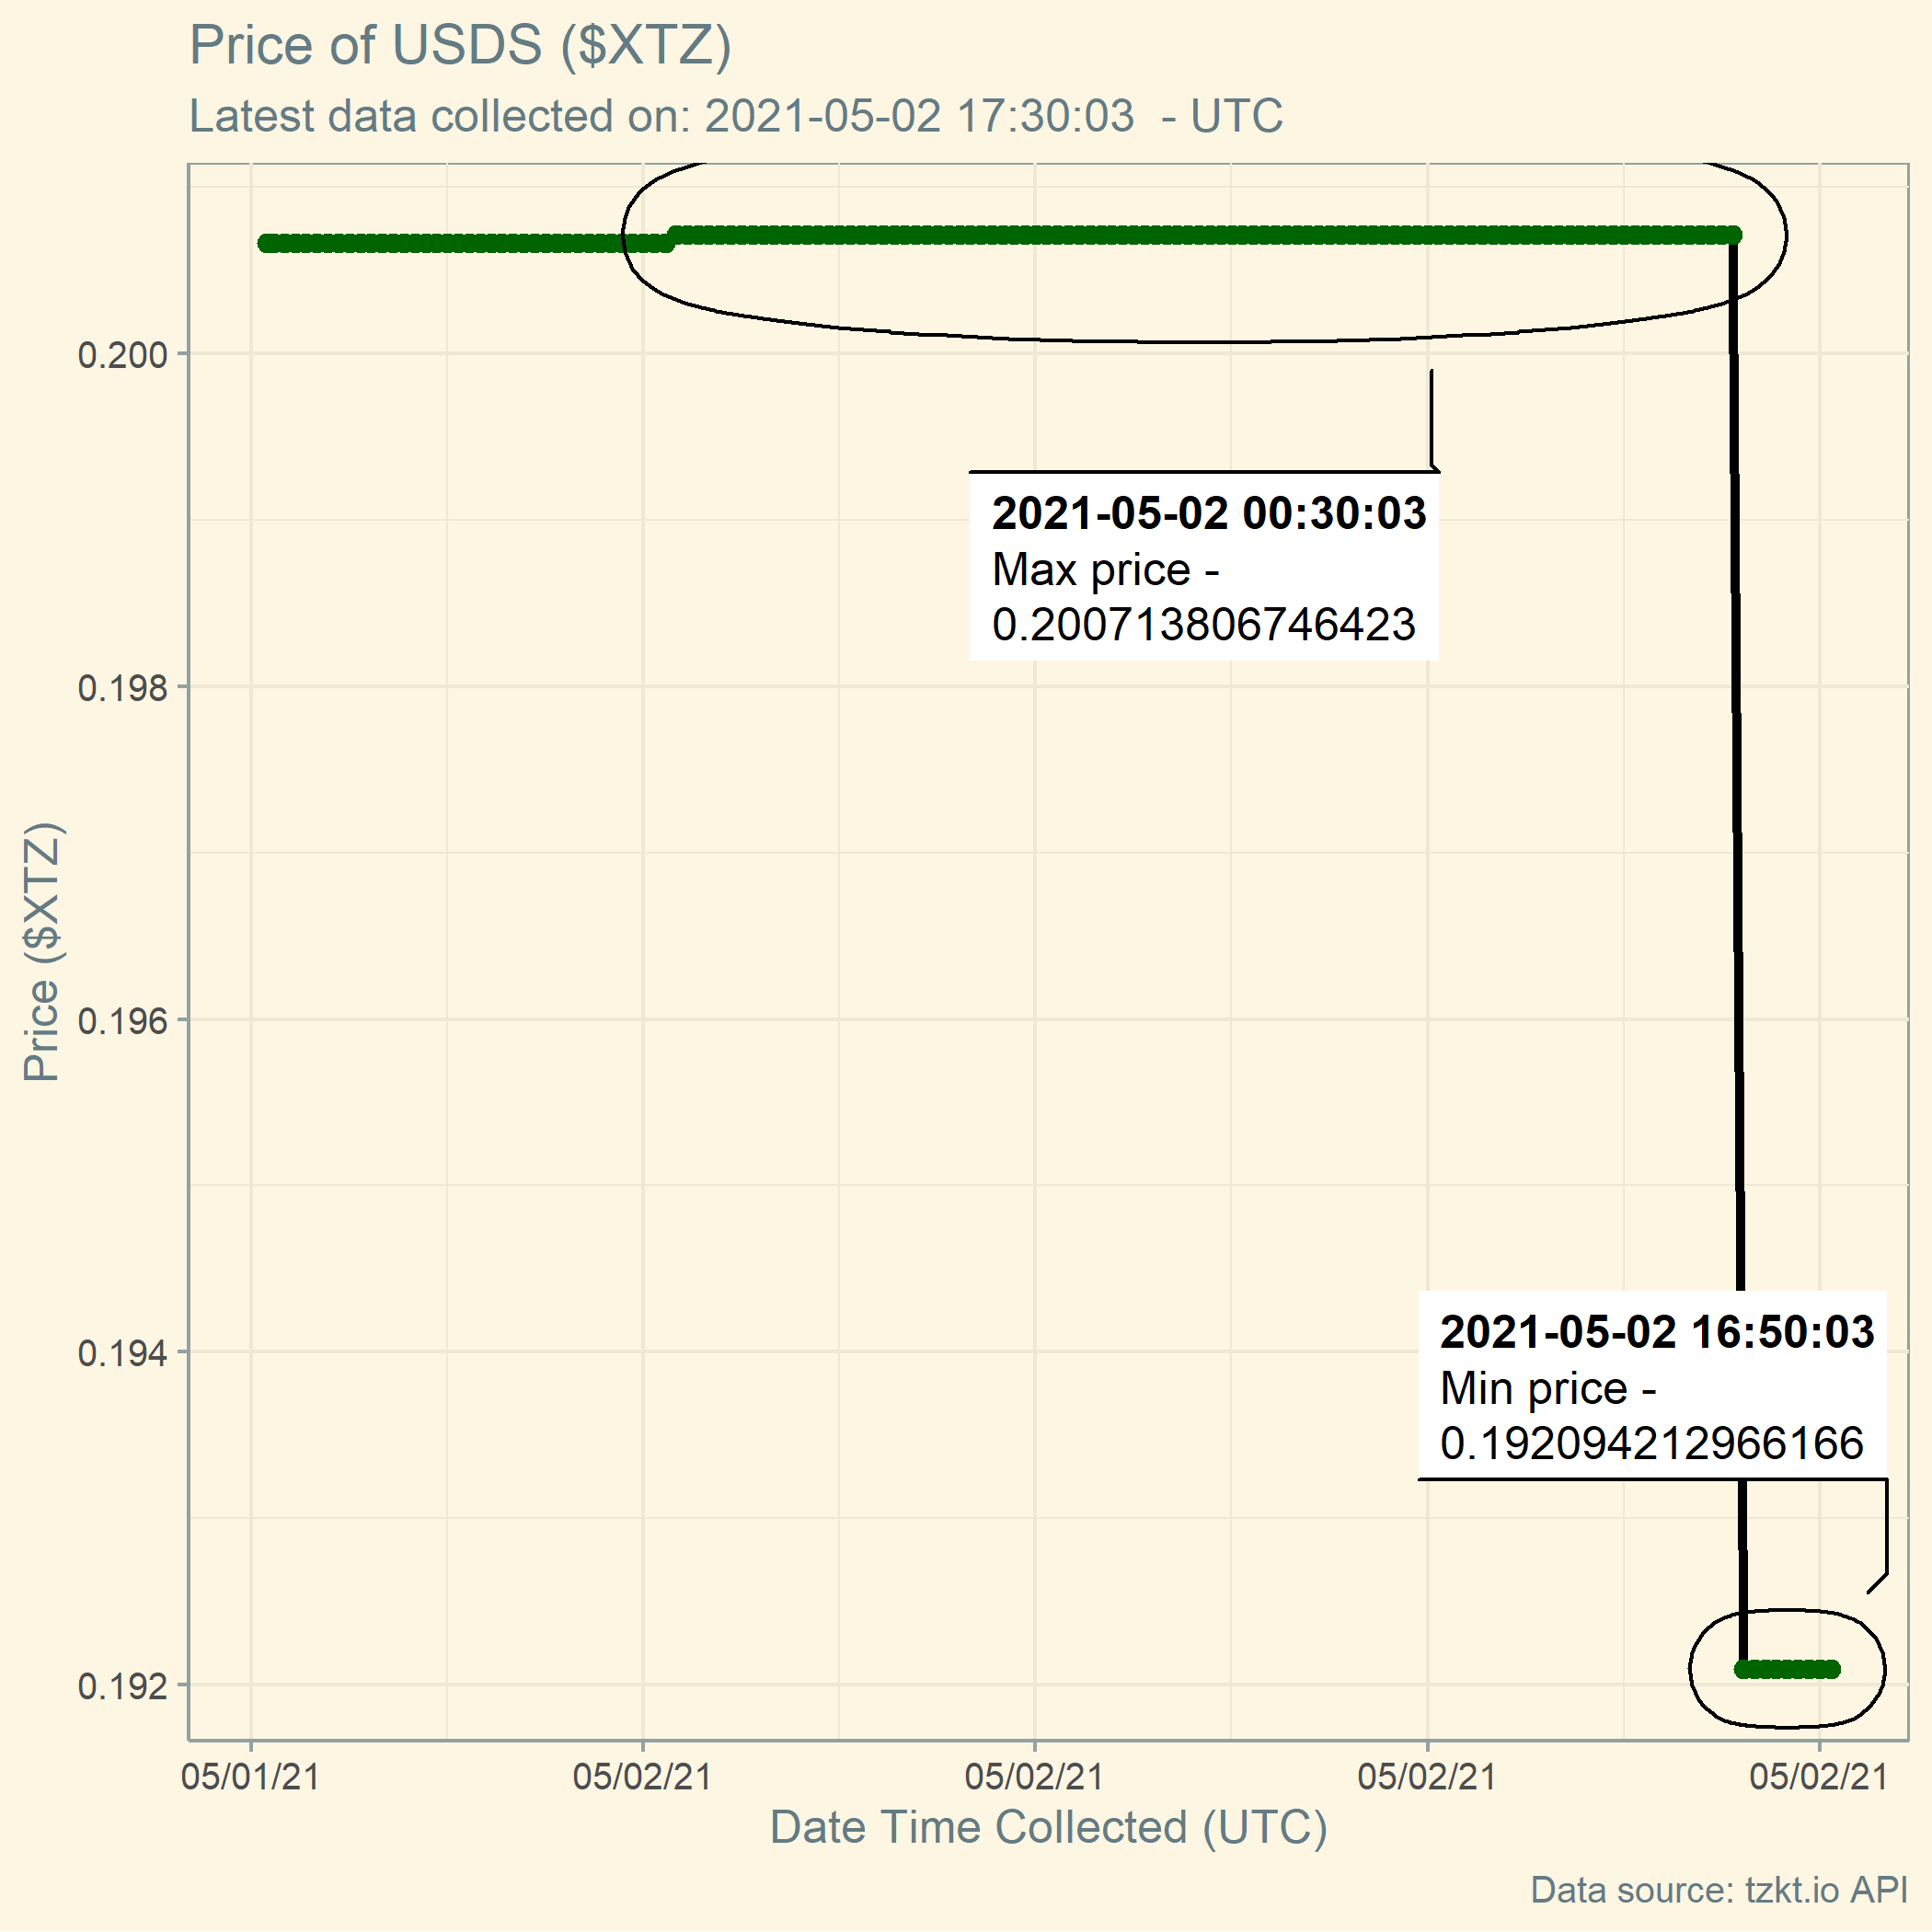 Price of USDS ($XTZ)
Latest data collected on: 2021-05-02 17:30:03  - UTC
Price ($XTZ)
0.200
0.198
0.196
0.194
0.192
2021-05-02 00:30:03
Max price -
0.200713806746423
2021-05-02 16:50:03
Min price -
0.192094212966166
05/01/21 05/02/21 05/02/21 05/02/21 05/02/21
Date Time Collected (UTC)
Data source: tzkt.io API